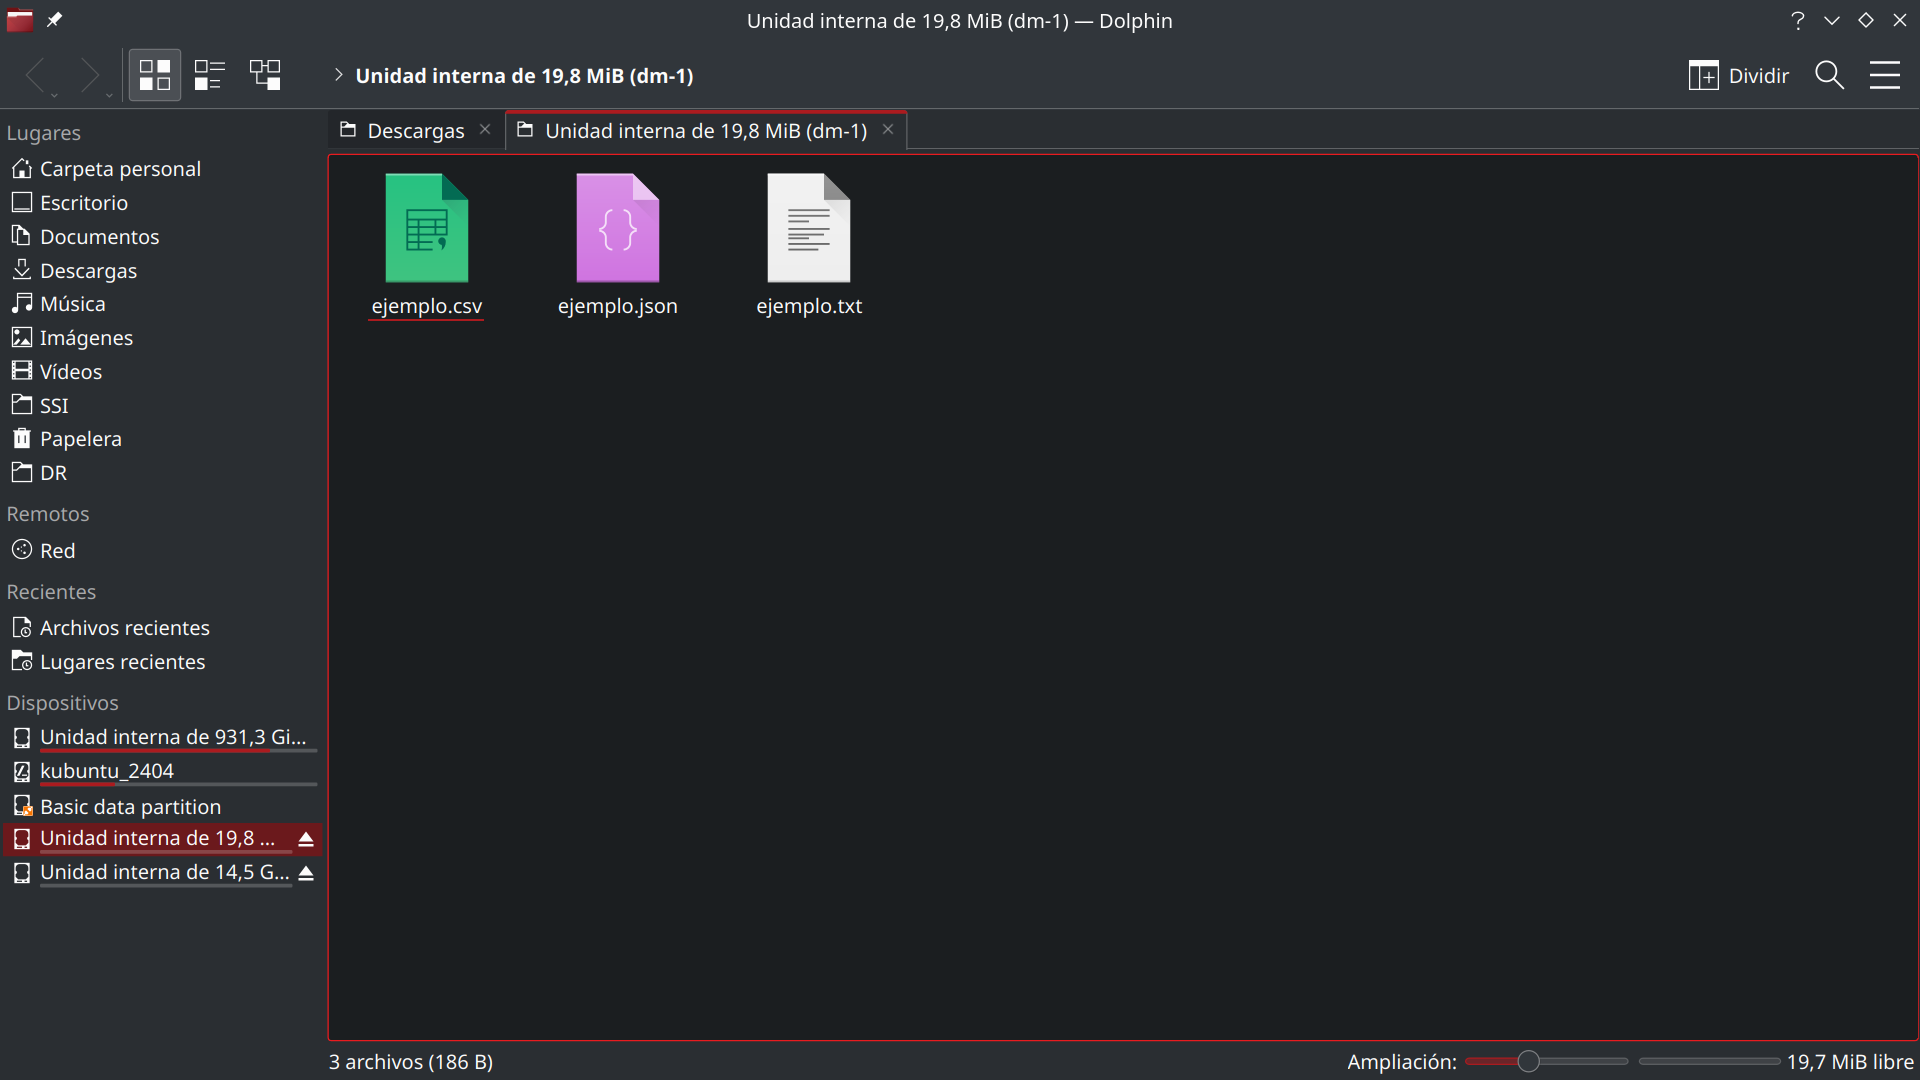 Unidad interna de 19,8 MiB (dm-1) — Dolphin
Unidad interna de 19,8 MiB (dm-1)
Dividir
Lugares
Carpeta personal
Escritorio
Documentos
Descargas
Música
Imágenes
Vídeos
SSI
Papelera
DR
Remotos
Red
Recientes
Archivos recientes
Lugares recientes
Dispositivos
Unidad interna de 931,3 Gi...
kubuntu_2404
Basic data partition
Unidad interna de 19,8 ...
Unidad interna de 14,5 G...
Descargas
Unidad interna de 19,8 MiB (dm-1)
ejemplo.csv
ejemplo.json
ejemplo.txt
3 archivos (186 B)
Ampliación:
19,7 MiB libre